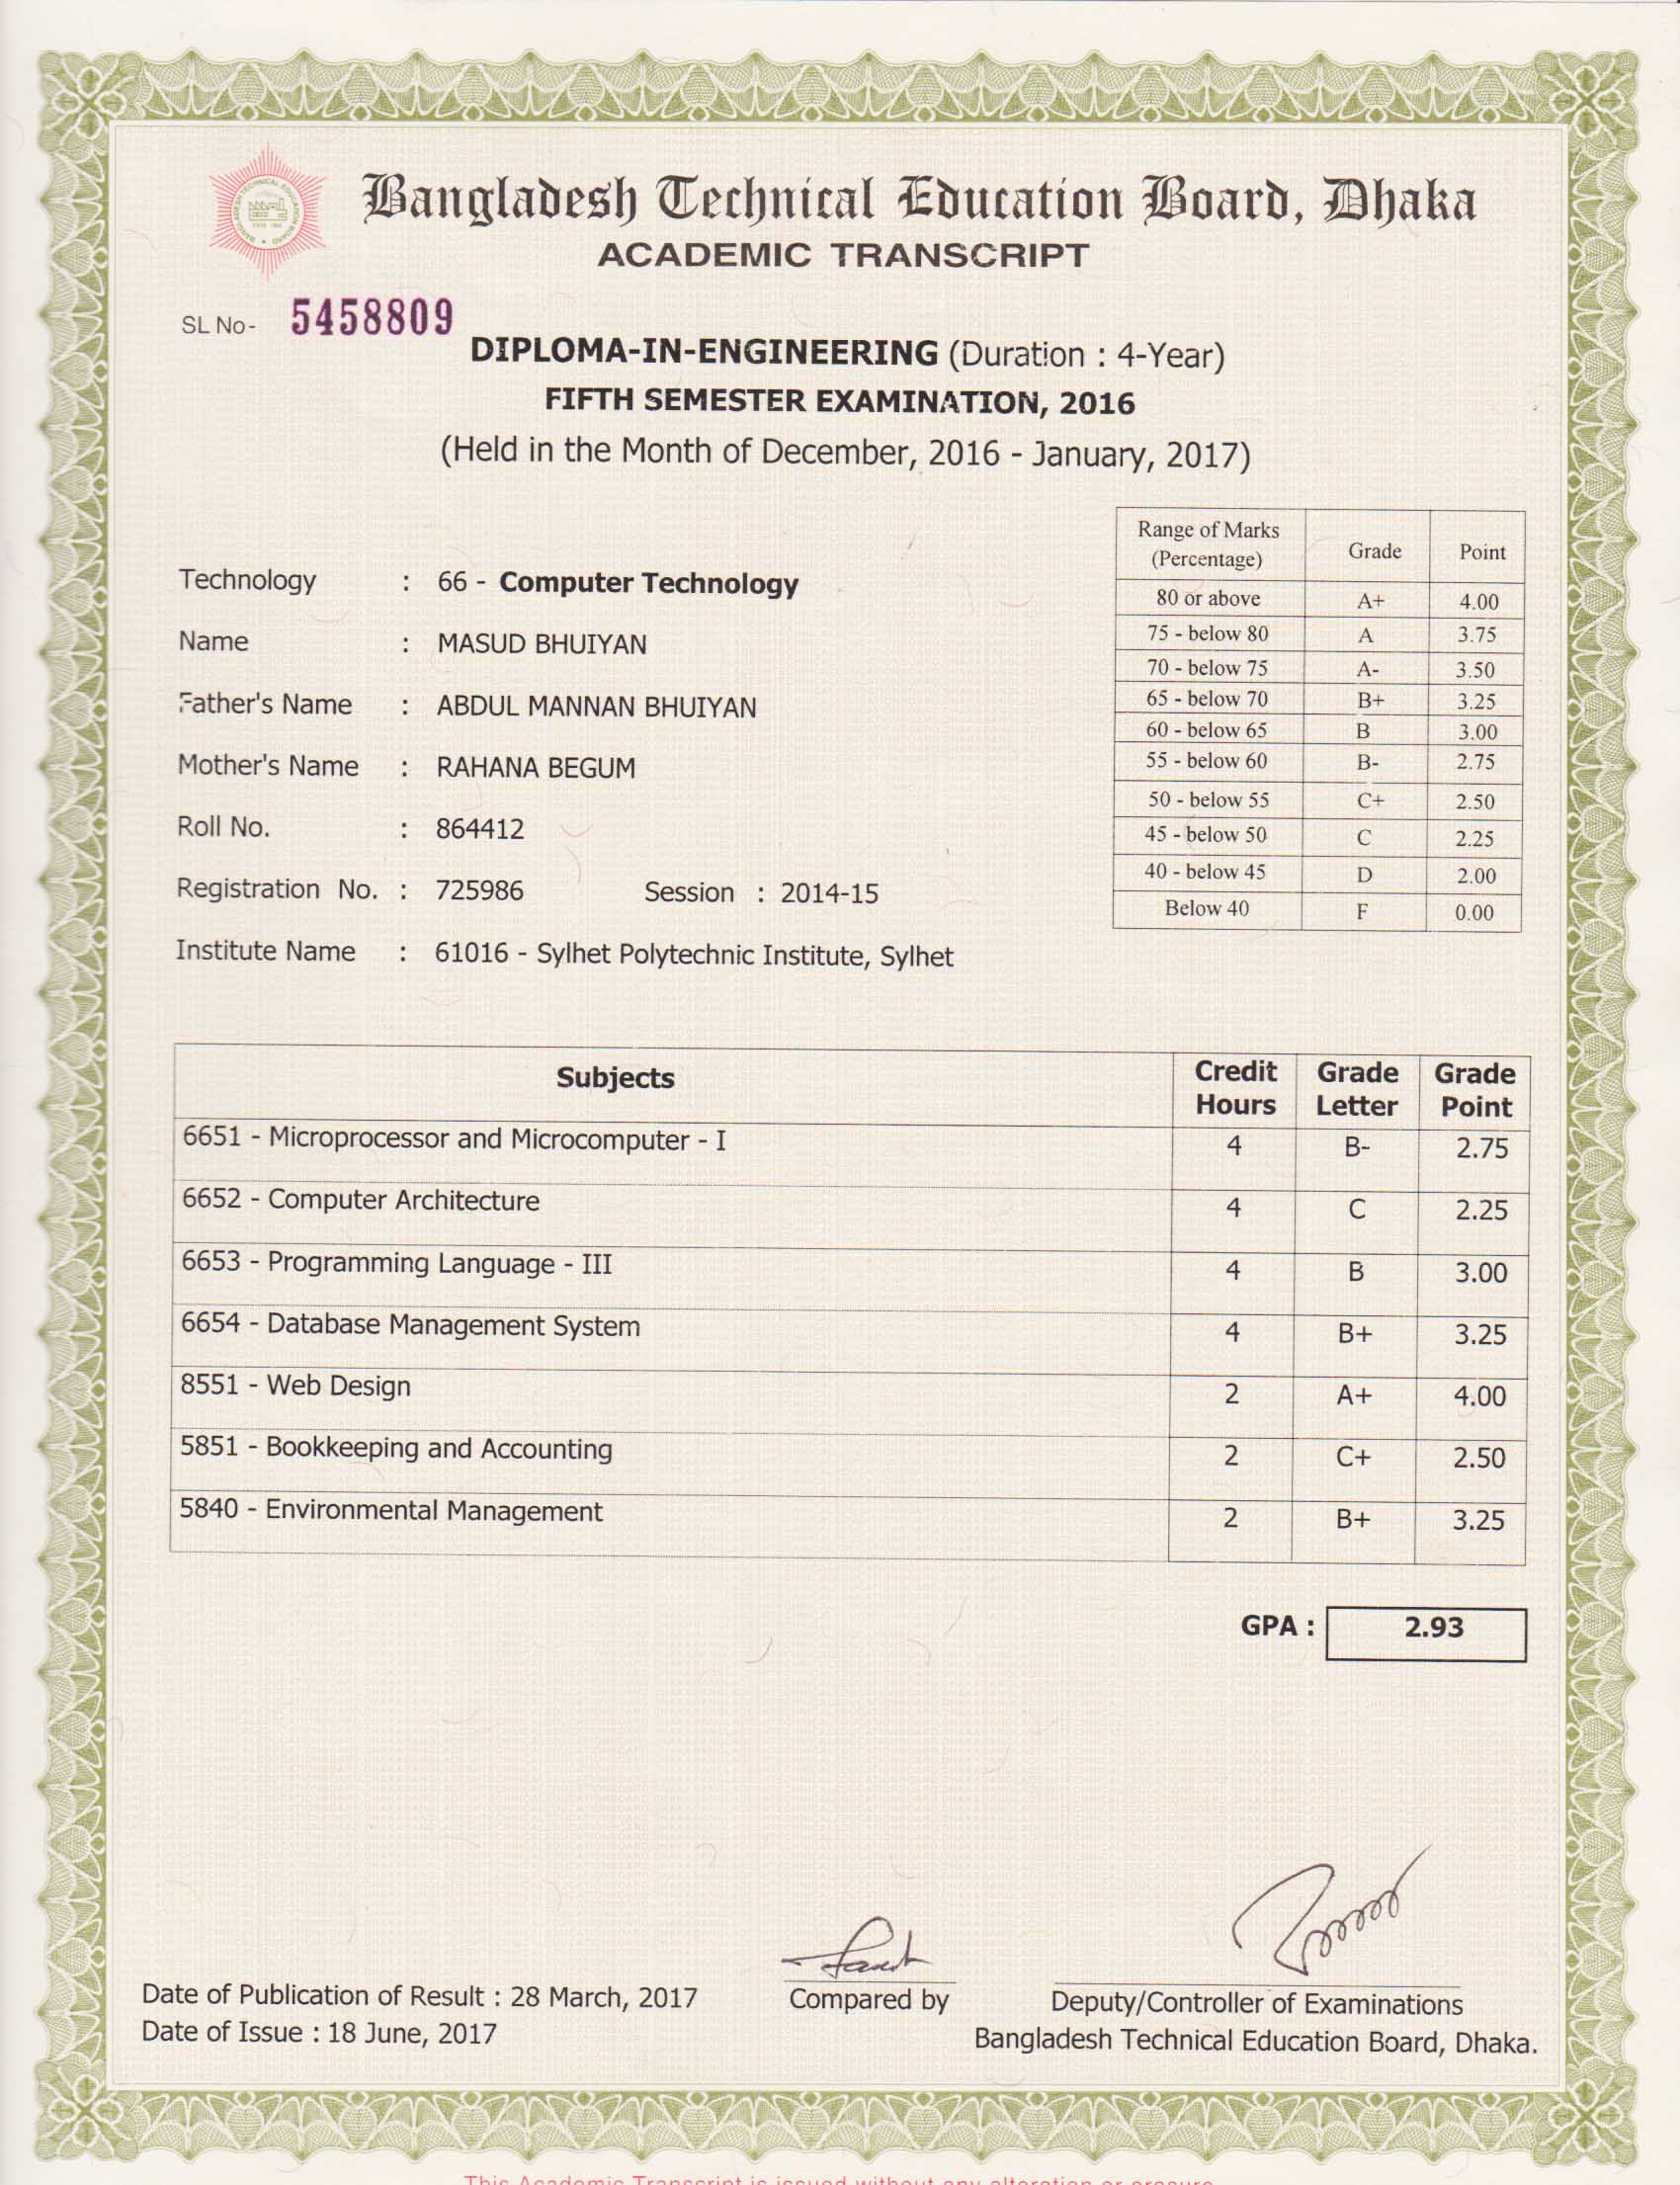 Bangladesh Technical Education Board, Dhaka
ACADEMIC TRANSCRIPT
SL No- 5458809
DIPLOMA-IN-ENGINEERING (Duration : 4-Year)
FIFTH SEMESTER EXAMINATION, 2016
(Held in the Month of December, 2016 - January, 2017)
Technology : 66 - Computer Technology
Name : MASUD BHUIYAN
Father's Name : ABDUL MANNAN BHUIYAN
Mother's Name : RAHANA BEGUM
Roll No. : 864412
Registration No. : 725986 Session : 2014-15
Institute Name : 61016 - Sylhet Polytechnic Institute, Sylhet
Range of Marks (Percentage) Grade Point
80 or above A+ 4.00
75 - below 80 A 3.75
70 - below 75 A- 3.50
65 - below 70 B+ 3.25
60 - below 65 B 3.00
55 - below 60 B- 2.75
50 - below 55 C+ 2.50
45 - below 50 C 2.25
40 - below 45 D 2.00
Below 40 F 0.00
Subjects Credit Hours Grade Letter Grade Point
6651 - Microprocessor and Microcomputer - I 4 B- 2.75
6652 - Computer Architecture 4 C 2.25
6653 - Programming Language - III 4 B 3.00
6654 - Database Management System 4 B+ 3.25
8551 - Web Design 2 A+ 4.00
5851 - Bookkeeping and Accounting 2 C+ 2.50
5840 - Environmental Management 2 B+ 3.25
GPA : 2.93
Date of Publication of Result : 28 March, 2017
Date of Issue : 18 June, 2017
Compared by
Deputy/Controller of Examinations
Bangladesh Technical Education Board, Dhaka.
This Academic Transcript is issued without any alteration or erasure